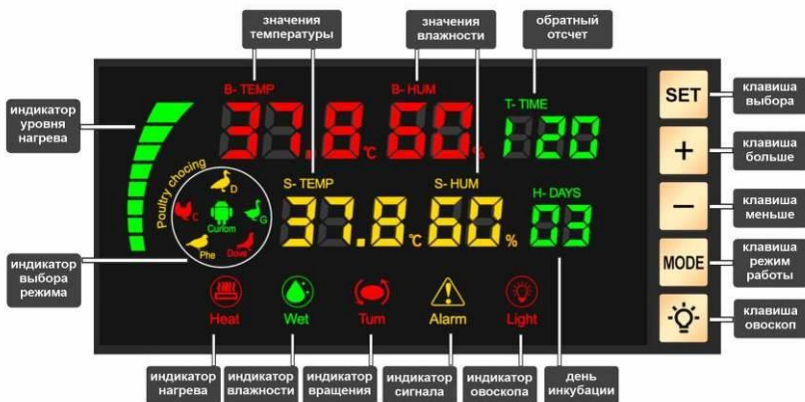 значения
температуры
значения
влажности
обратный
отсчет
B- TEMP
B- HUM
T- TIME
37.8 °C 60 %
120
SET
клавиша
выбора
индикатор
уровня
нагрева
+
клавиша
больше
Poultry chocing
D
C
G
Curlom
Phe
Dove
S- TEMP
S- HUM
H- DAYS
37.8 °C 60 %
03
−
клавиша
меньше
индикатор
выбора
режима
MODE
клавиша
режим
работы
Heat
Wet
Tum
Alarm
Light
клавиша
овоскоп
индикатор
нагрева
индикатор
влажности
индикатор
вращения
индикатор
сигнала
индикатор
овоскопа
день
инкубации